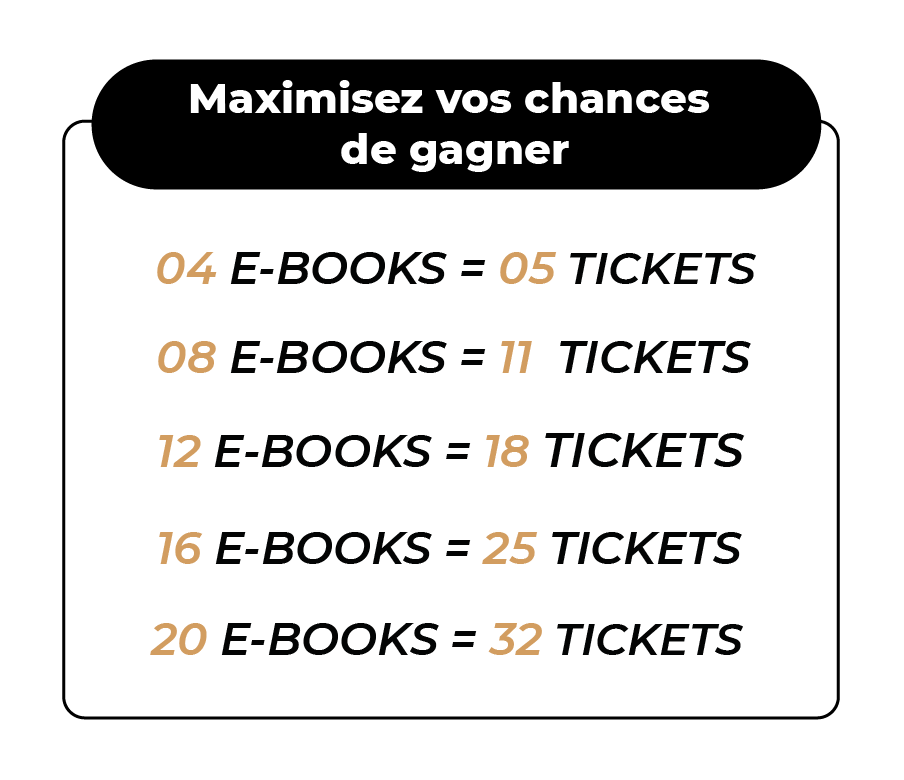 Maximisez vos chances
de gagner
04 E-BOOKS = 05 TICKETS
08 E-BOOKS = 11 TICKETS
12 E-BOOKS = 18 TICKETS
16 E-BOOKS = 25 TICKETS
20 E-BOOKS = 32 TICKETS